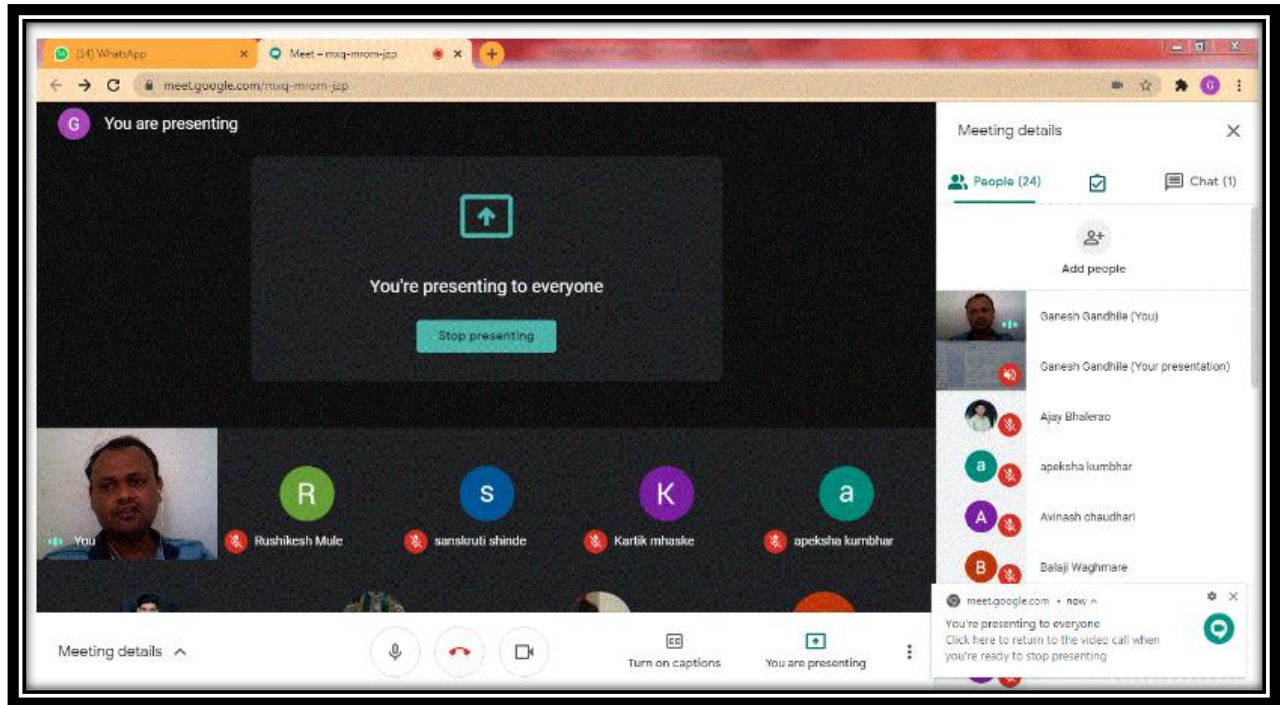 (14) WhatsApp
Meet – mxq-mrom-jzp
meet.google.com/mxq-mrom-jzp
G
G You are presenting
You're presenting to everyone
Stop presenting
You
R
Rushikesh Mule
s
sanskruti shinde
K
Kartik mhaske
a
apeksha kumbhar
Meeting details
Turn on captions
You are presenting
Meeting details
People (24)
Chat (1)
Add people
Ganesh Gandhile (You)
Ganesh Gandhile (Your presentation)
Ajay Bhalerao
a apeksha kumbhar
A Avinash chaudhari
B Balaji Waghmare
meet.google.com • now
You're presenting to everyone
Click here to return to the video call when
you're ready to stop presenting